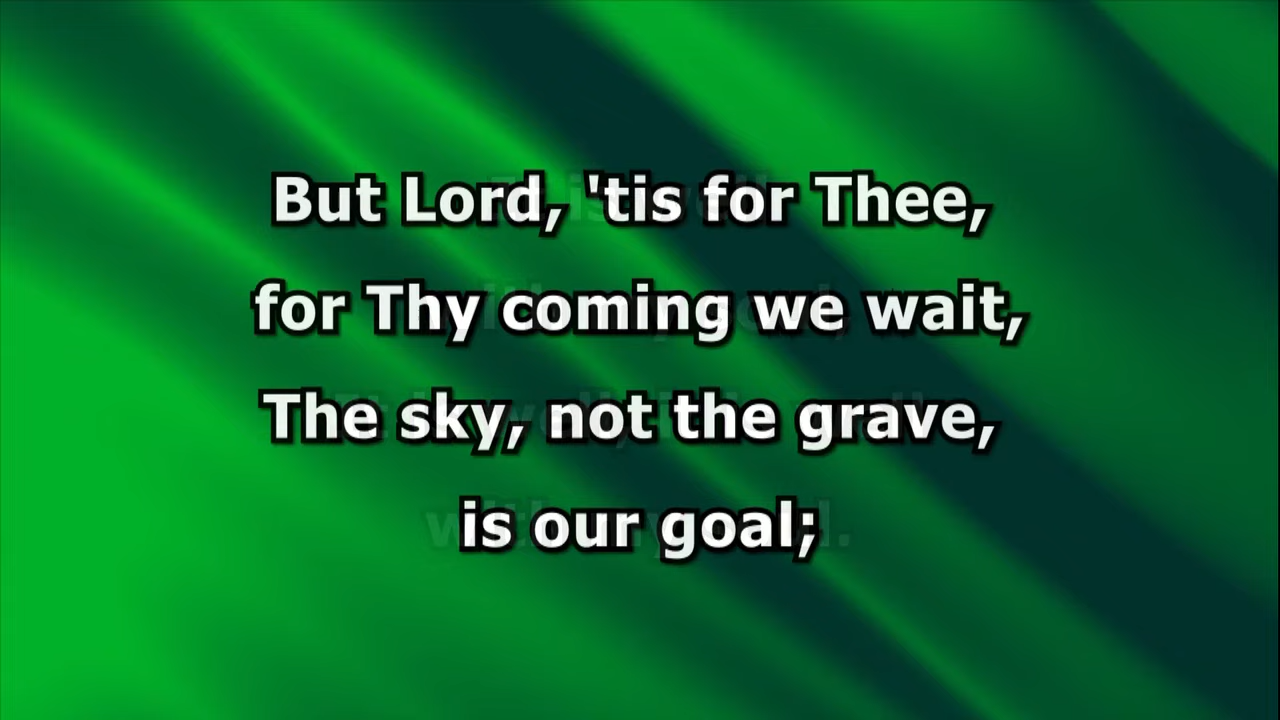 But Lord, 'tis for Thee,
for Thy coming we wait,
The sky, not the grave,
is our goal;